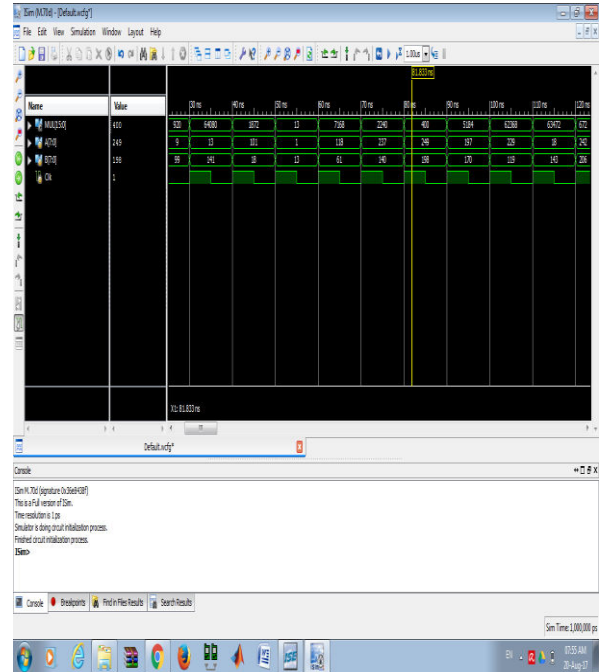 ISim (M.70d) - [Default.wcfg*]
File Edit View Simulation Window Layout Help
1.00us
81.833 ns
Name Value
30 ns 40 ns 50 ns 60 ns 70 ns 80 ns 90 ns 100 ns 110 ns 120 ns
MUL[15:0] 400 920 64080 1872 13 7168 2240 400 5184 62368 63472 672
A[7:0] 249 9 13 101 1 118 237 249 197 229 18 242
B[7:0] 198 99 141 18 13 61 140 198 170 119 143 206
Clk 1
X1: 81.833 ns
Default.wcfg*
Console
ISim M.70d (signature 0x36e8438f)
This is a Full version of ISim.
Time resolution is 1 ps
Simulator is doing circuit initialization process.
Finished circuit initialization process.
ISim>
Console Breakpoints Find in Files Results Search Results
Sim Time: 1,000,000 ps
EN 07:55 AM
20-Aug-17